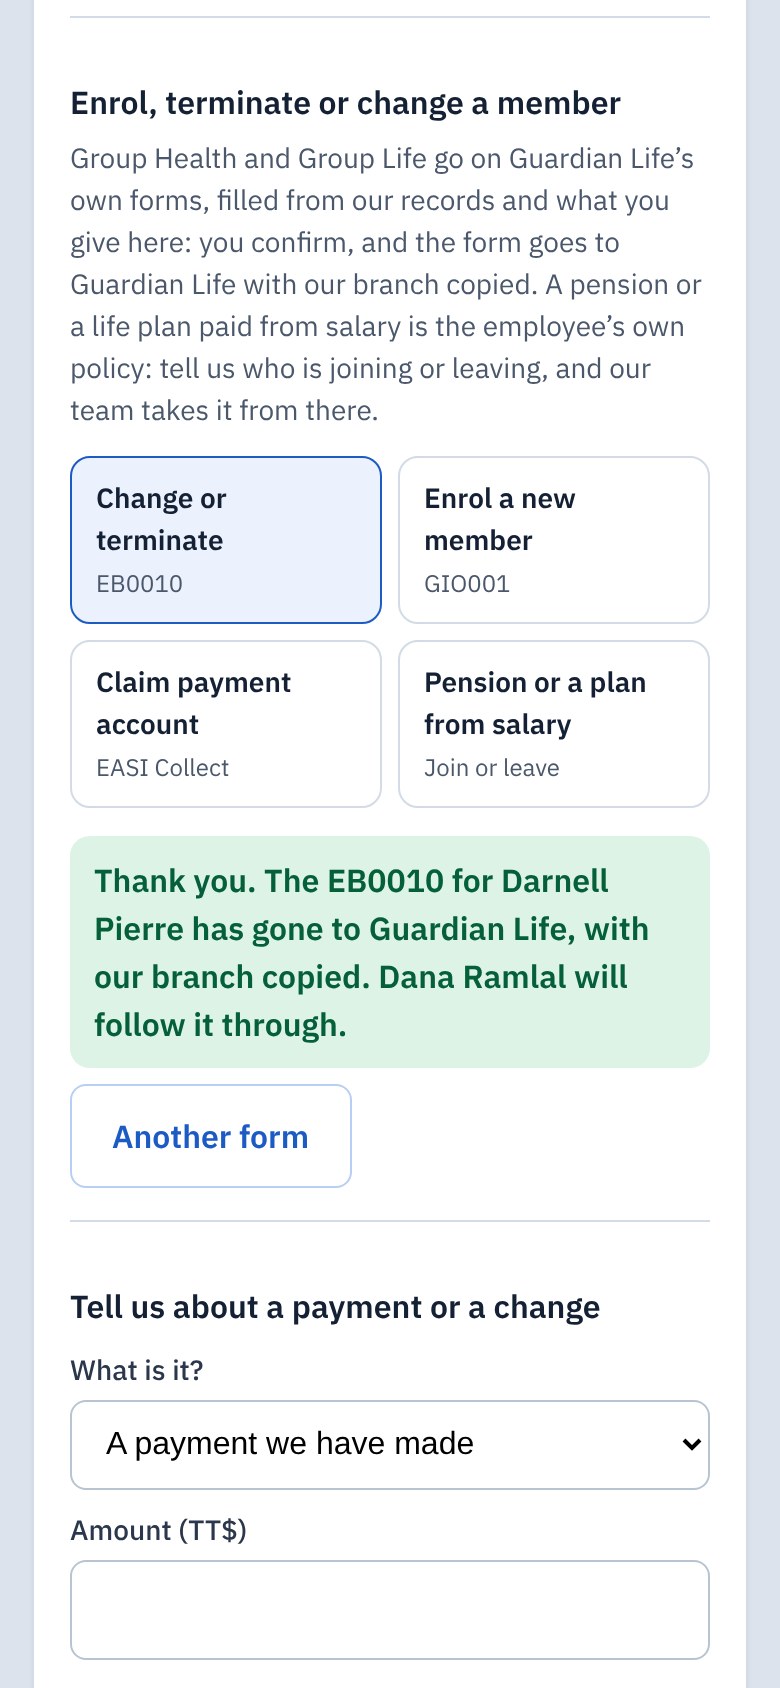 Enrol, terminate or change a member
Group Health and Group Life go on Guardian Life’s
own forms, filled from our records and what you
give here: you confirm, and the form goes to
Guardian Life with our branch copied. A pension or
a life plan paid from salary is the employee’s own
policy: tell us who is joining or leaving, and our
team takes it from there.
Change or
terminate
EB0010
Enrol a new
member
GIO001
Claim payment
account
EASI Collect
Pension or a plan
from salary
Join or leave
Thank you. The EB0010 for Darnell
Pierre has gone to Guardian Life, with
our branch copied. Dana Ramlal will
follow it through.
Another form
Tell us about a payment or a change
What is it?
A payment we have made
Amount (TT$)